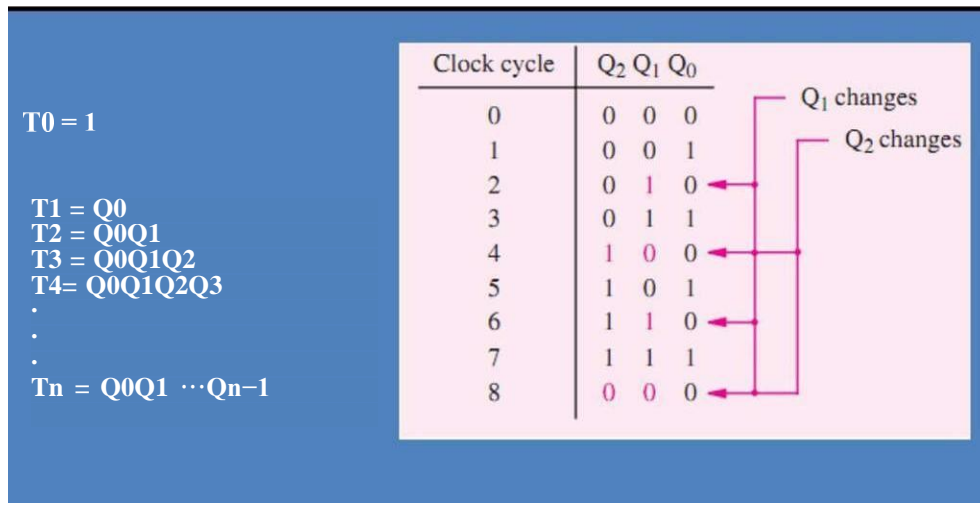 T0 = 1
T1 = Q0
T2 = Q0Q1
T3 = Q0Q1Q2
T4= Q0Q1Q2Q3
.
.
.
Tn = Q0Q1 ···Qn−1
Clock cycle Q₂ Q₁ Q₀
0 0 0 0
1 0 0 1
2 0 1 0
3 0 1 1
4 1 0 0
5 1 0 1
6 1 1 0
7 1 1 1
8 0 0 0
Q₁ changes
Q₂ changes